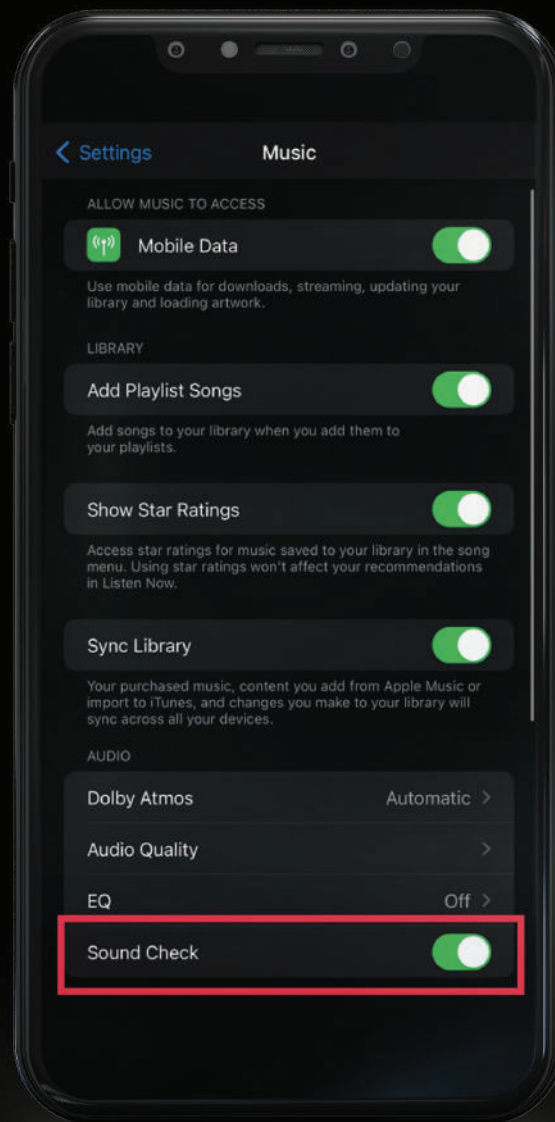 Settings
Music
ALLOW MUSIC TO ACCESS
Mobile Data
Use mobile data for downloads, streaming, updating your
library and loading artwork.
LIBRARY
Add Playlist Songs
Add songs to your library when you add them to
your playlists.
Show Star Ratings
Access star ratings for music saved to your library in the song
menu. Using star ratings won't affect your recommendations
in Listen Now.
Sync Library
Your purchased music, content you add from Apple Music or
import to iTunes, and changes you make to your library will
sync across all your devices.
AUDIO
Dolby Atmos Automatic
Audio Quality
EQ Off
Sound Check